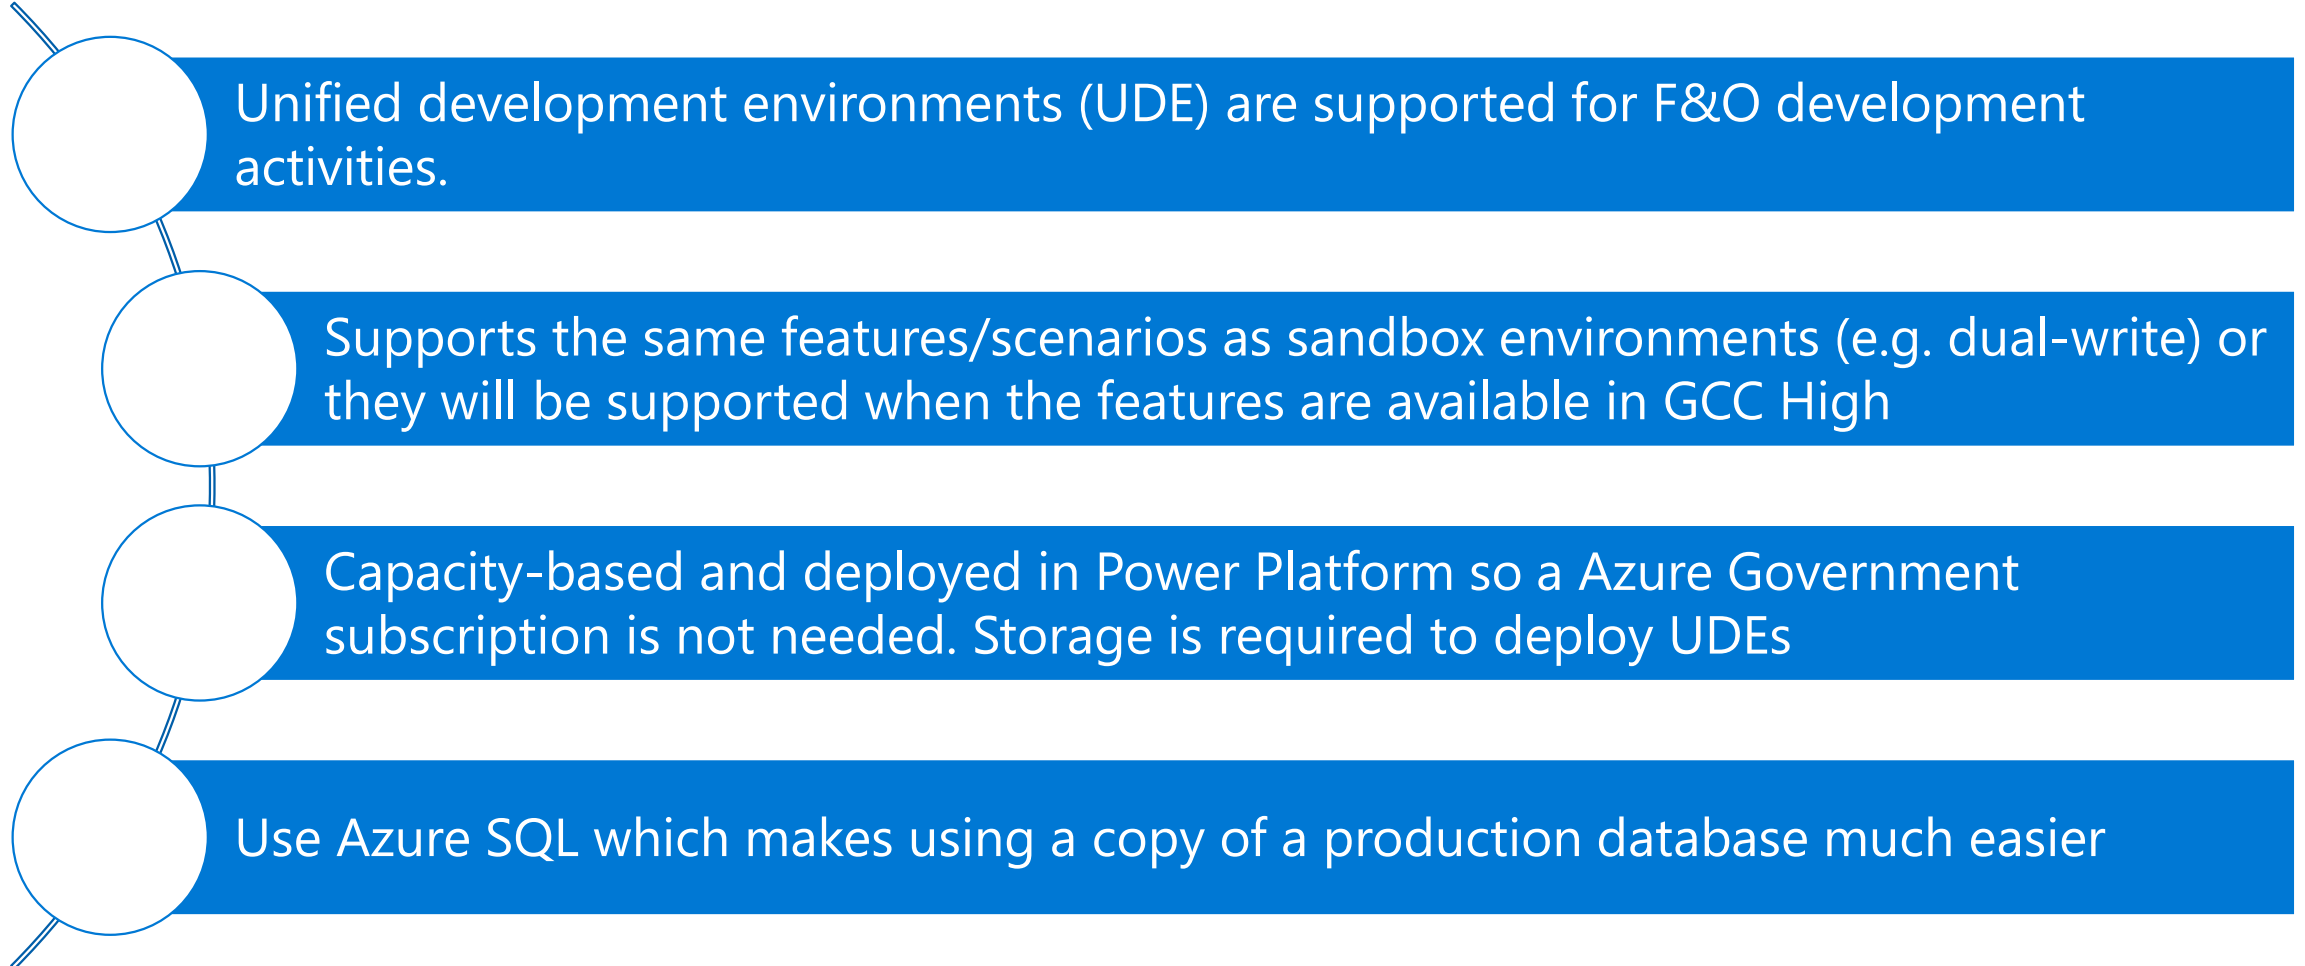 Unified development environments (UDE) are supported for F&O development
activities.
Supports the same features/scenarios as sandbox environments (e.g. dual-write) or
they will be supported when the features are available in GCC High
Capacity-based and deployed in Power Platform so a Azure Government
subscription is not needed. Storage is required to deploy UDEs
Use Azure SQL which makes using a copy of a production database much easier